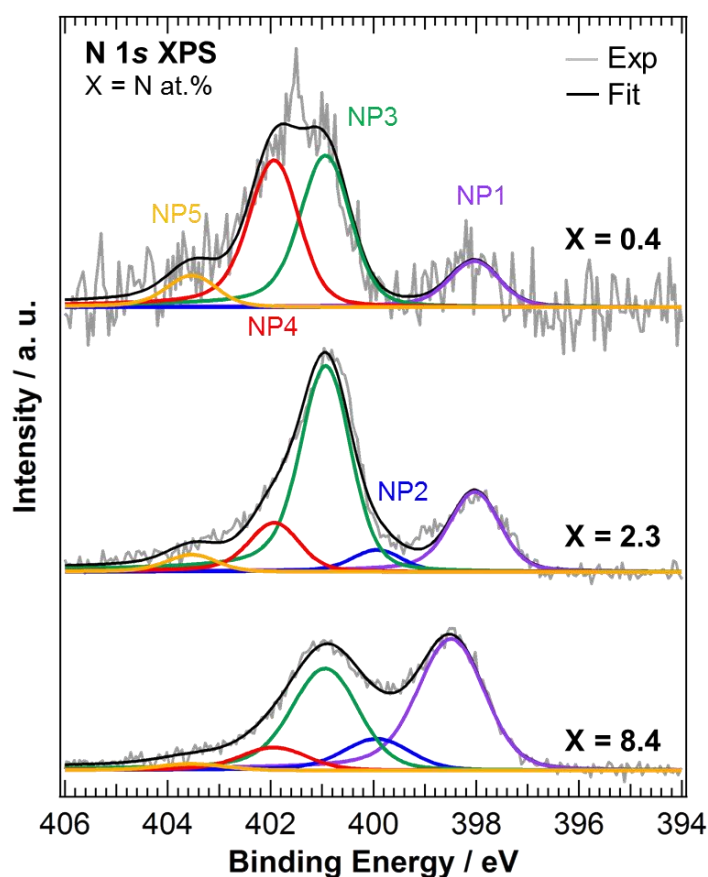 N 1s XPS
X = N at.%
Exp
Fit
NP3
NP5
NP1
X = 0.4
NP4
NP2
X = 2.3
X = 8.4
Intensity / a. u.
406 404 402 400 398 396 394
Binding Energy / eV